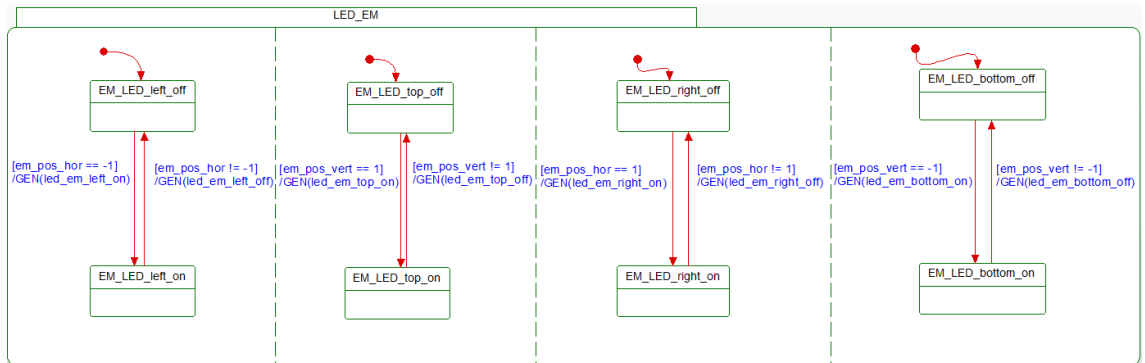 LED_EM
EM_LED_left_off
[em_pos_hor == -1]
/GEN(led_em_left_on)
[em_pos_hor != -1]
/GEN(led_em_left_off)
EM_LED_left_on
EM_LED_top_off
[em_pos_vert == 1]
/GEN(led_em_top_on)
[em_pos_vert != 1]
/GEN(led_em_top_off)
EM_LED_top_on
EM_LED_right_off
[em_pos_hor == 1]
/GEN(led_em_right_on)
[em_pos_hor != 1]
/GEN(led_em_right_off)
EM_LED_right_on
EM_LED_bottom_off
[em_pos_vert == -1]
/GEN(led_em_bottom_on)
[em_pos_vert != -1]
/GEN(led_em_bottom_off)
EM_LED_bottom_on